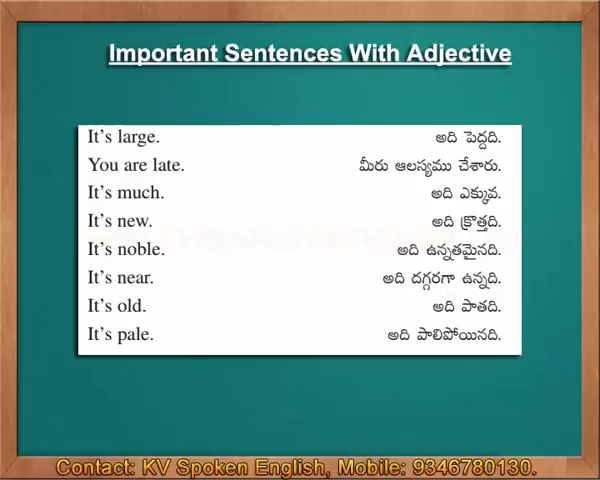 Important Sentences With Adjective
It's large. అది పెద్దది.
You are late. మీరు ఆలస్యము చేశారు.
It's much. అది ఎక్కువ.
It's new. అది క్రొత్తది.
It's noble. అది ఉన్నతమైనది.
It's near. అది దగ్గరగా ఉన్నది.
It's old. అది పాతది.
It's pale. అది పాలిపోయినది.
Contact: KV Spoken English, Mobile: 9346780130.